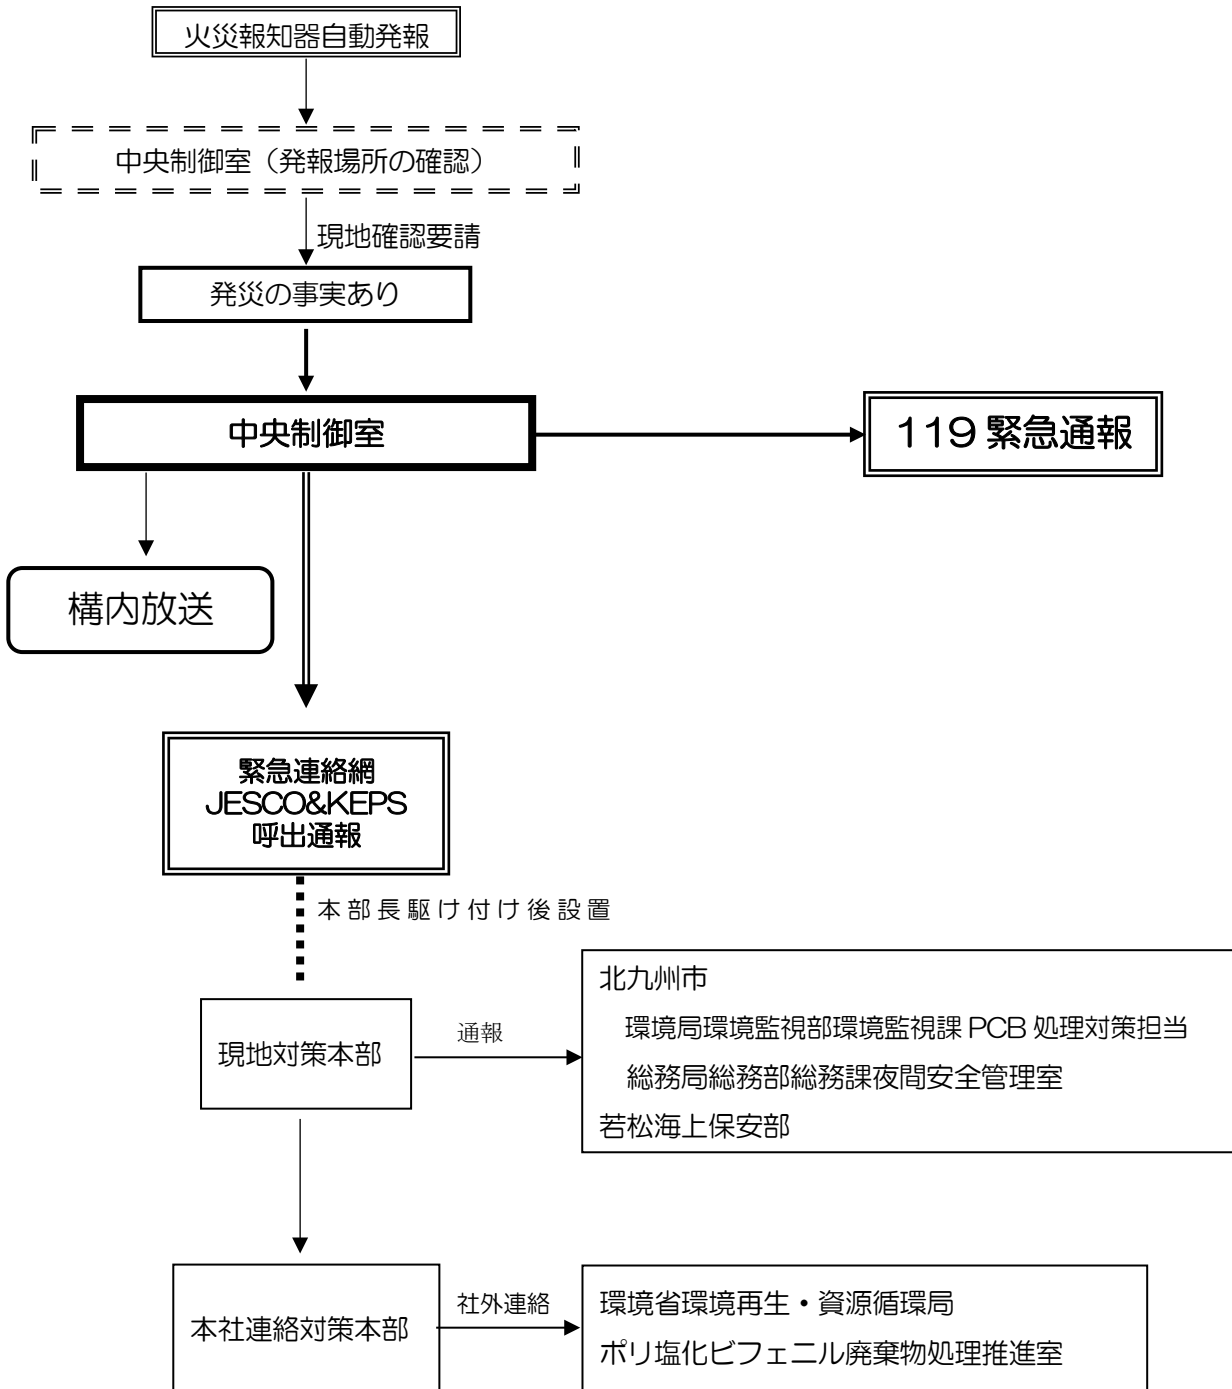 火災報知器自動発報
中央制御室（発報場所の確認）
現地確認要請
発災の事実あり
中央制御室
119 緊急通報
構内放送
緊急連絡網
JESCO&KEPS
呼出通報
本部長駆け付け後設置
北九州市
環境局環境監視部環境監視課 PCB 処理対策担当
総務局総務部総務課夜間安全管理室
若松海上保安部
現地対策本部
通報
本社連絡対策本部
社外連絡
環境省環境再生・資源循環局
ポリ塩化ビフェニル廃棄物処理推進室